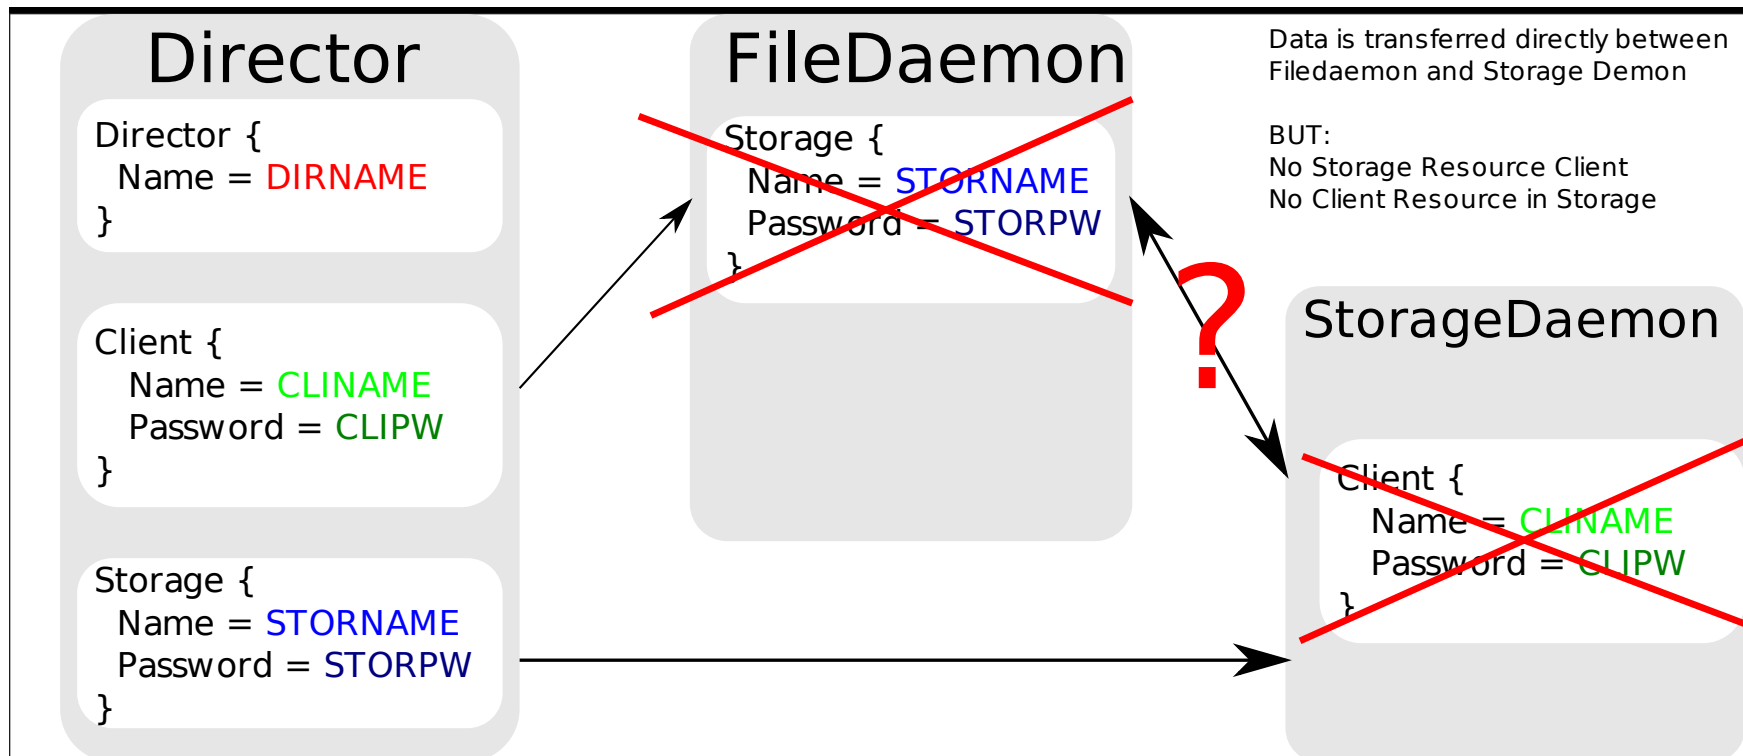 Director
Director {
Name = DIRNAME
}
Client {
Name = CLINAME
Password = CLIPW
}
Storage {
Name = STORNAME
Password = STORPW
}
FileDaemon
Storage {
Name = STORNAME
Password = STORPW
}
?
Data is transferred directly between
Filedaemon and Storage Demon
BUT:
No Storage Resource Client
No Client Resource in Storage
StorageDaemon
Client {
Name = CLINAME
Password = CLIPW
}